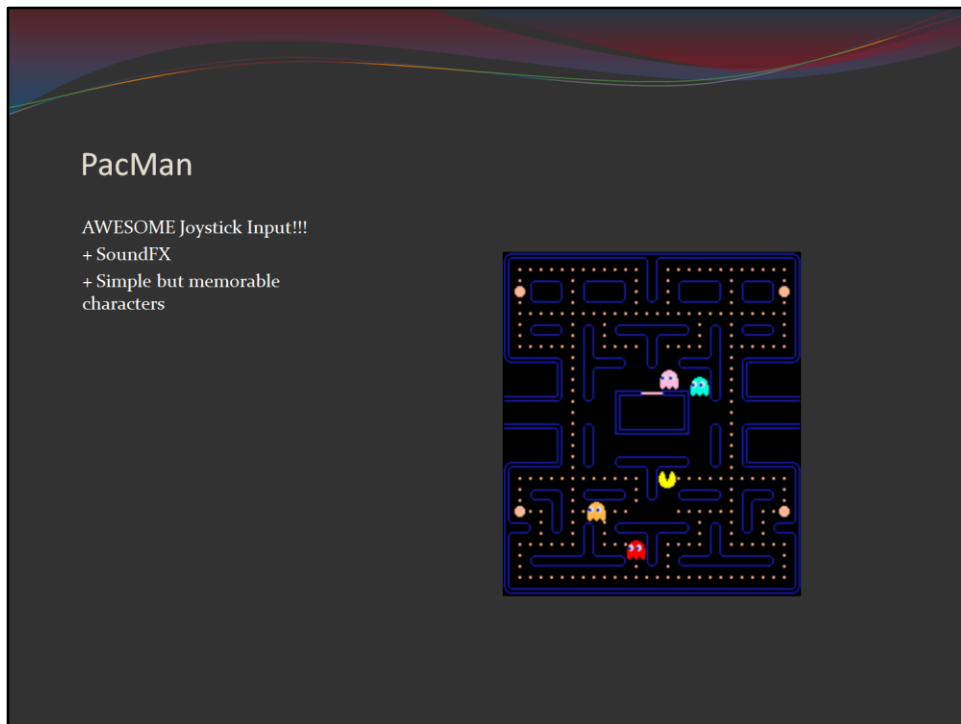 PacMan
AWESOME Joystick Input!!!
+ SoundFX
+ Simple but memorable
characters